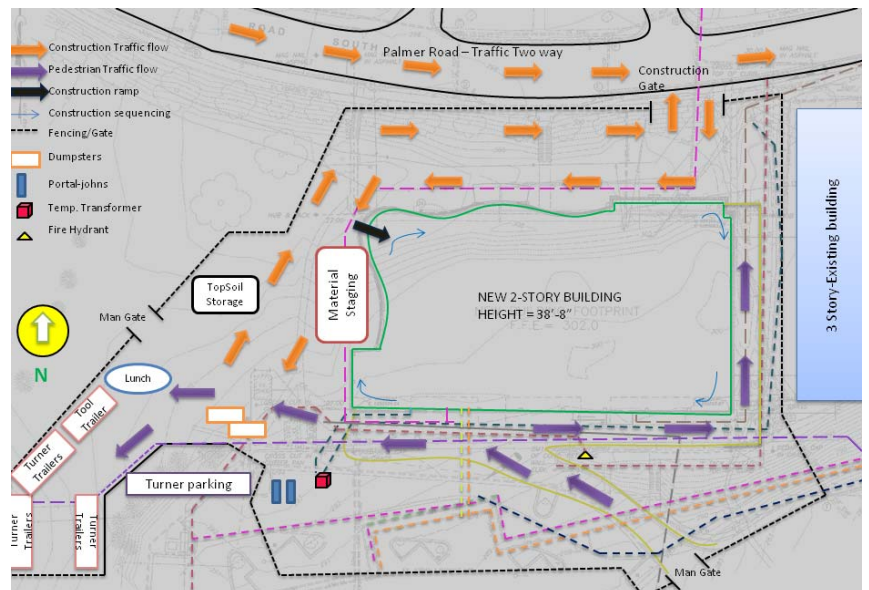 ROAD
SOUTH
Palmer Road – Traffic Two way
Construction Traffic flow
Pedestrian Traffic flow
Construction ramp
Construction sequencing
Fencing/Gate
Dumpsters
Portal-johns
Temp. Transformer
Fire Hydrant
Construction
Gate
3 Story-Existing building
TopSoil
Storage
Material
Staging
NEW 2-STORY BUILDING
HEIGHT = 38'-8"
FOOTPRINT
F.F.E. = 302.0
Man Gate
N
Lunch
Tool
Trailer
Turner
Trailers
Turner parking
Turner
Trailers
Turner
Trailers
Man Gate